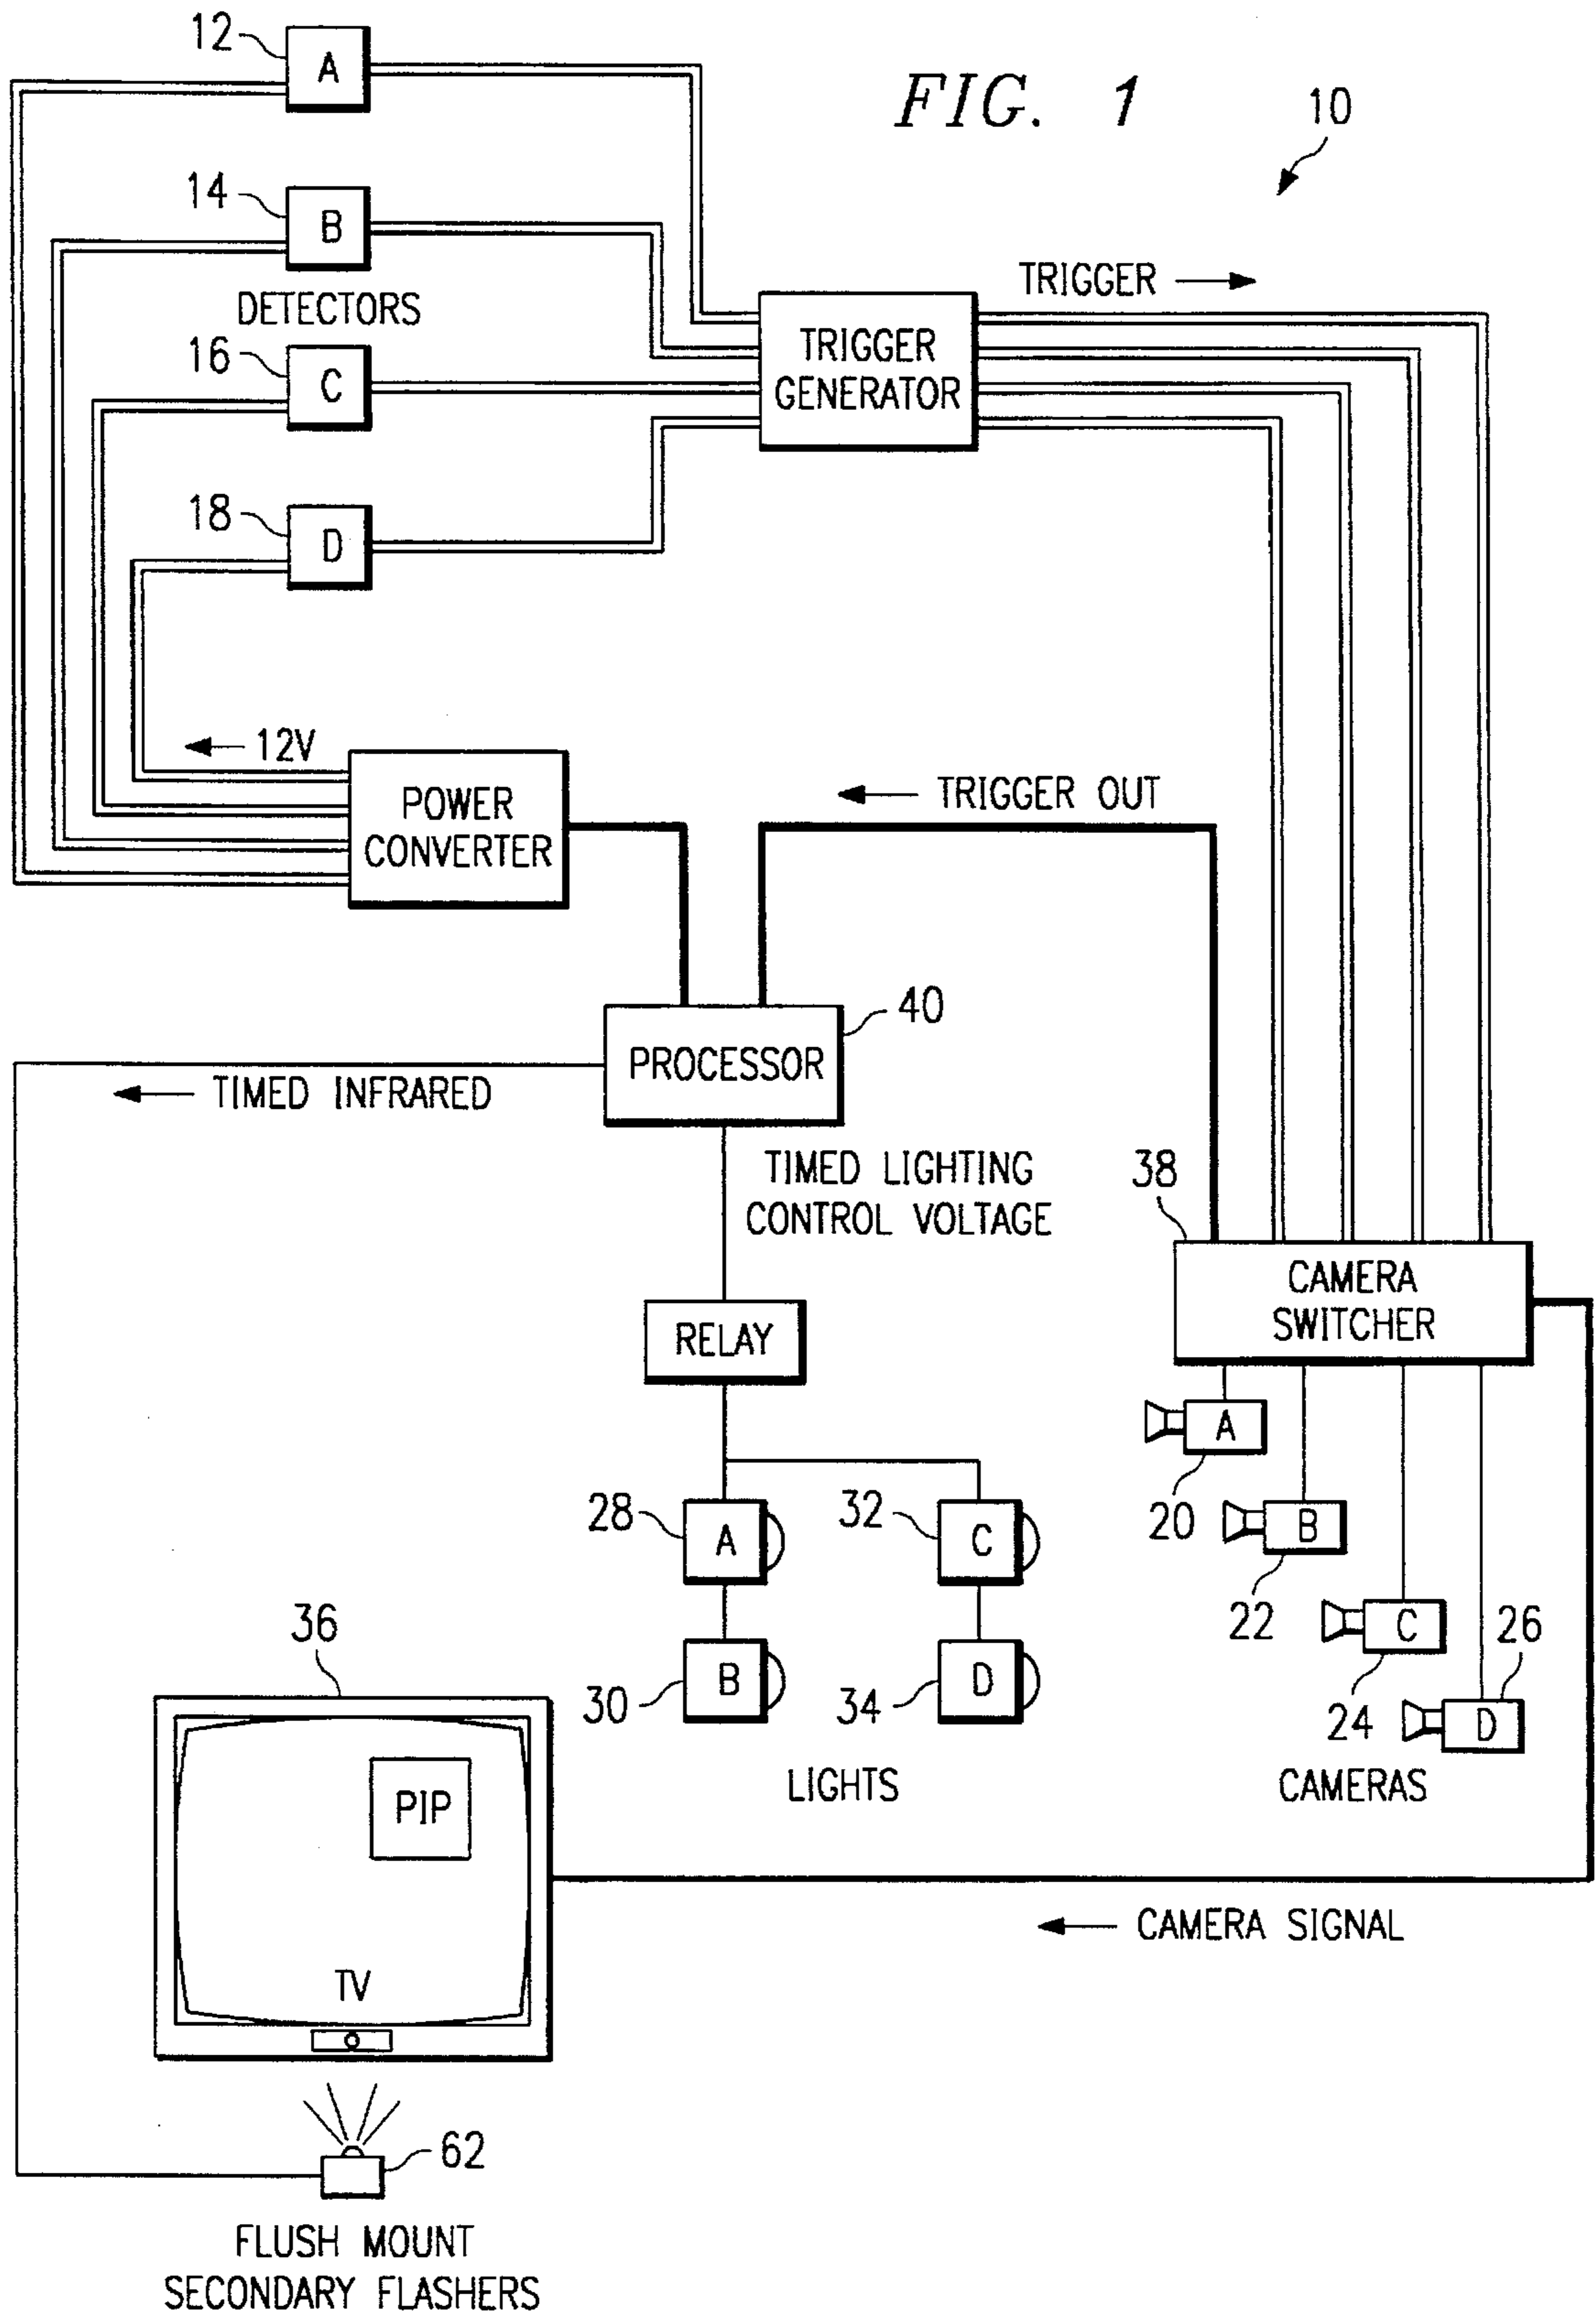 FIG. 1
10
12
A
14
B
DETECTORS
16
C
18
D
TRIGGER
TRIGGER
GENERATOR
12V
POWER
CONVERTER
TRIGGER OUT
40
PROCESSOR
TIMED INFRARED
TIMED LIGHTING
CONTROL VOLTAGE
38
CAMERA
SWITCHER
RELAY
A
20
B
22
C
24
26
D
CAMERAS
28
A
32
C
30
B
34
D
LIGHTS
36
PIP
TV
CAMERA SIGNAL
62
FLUSH MOUNT
SECONDARY FLASHERS